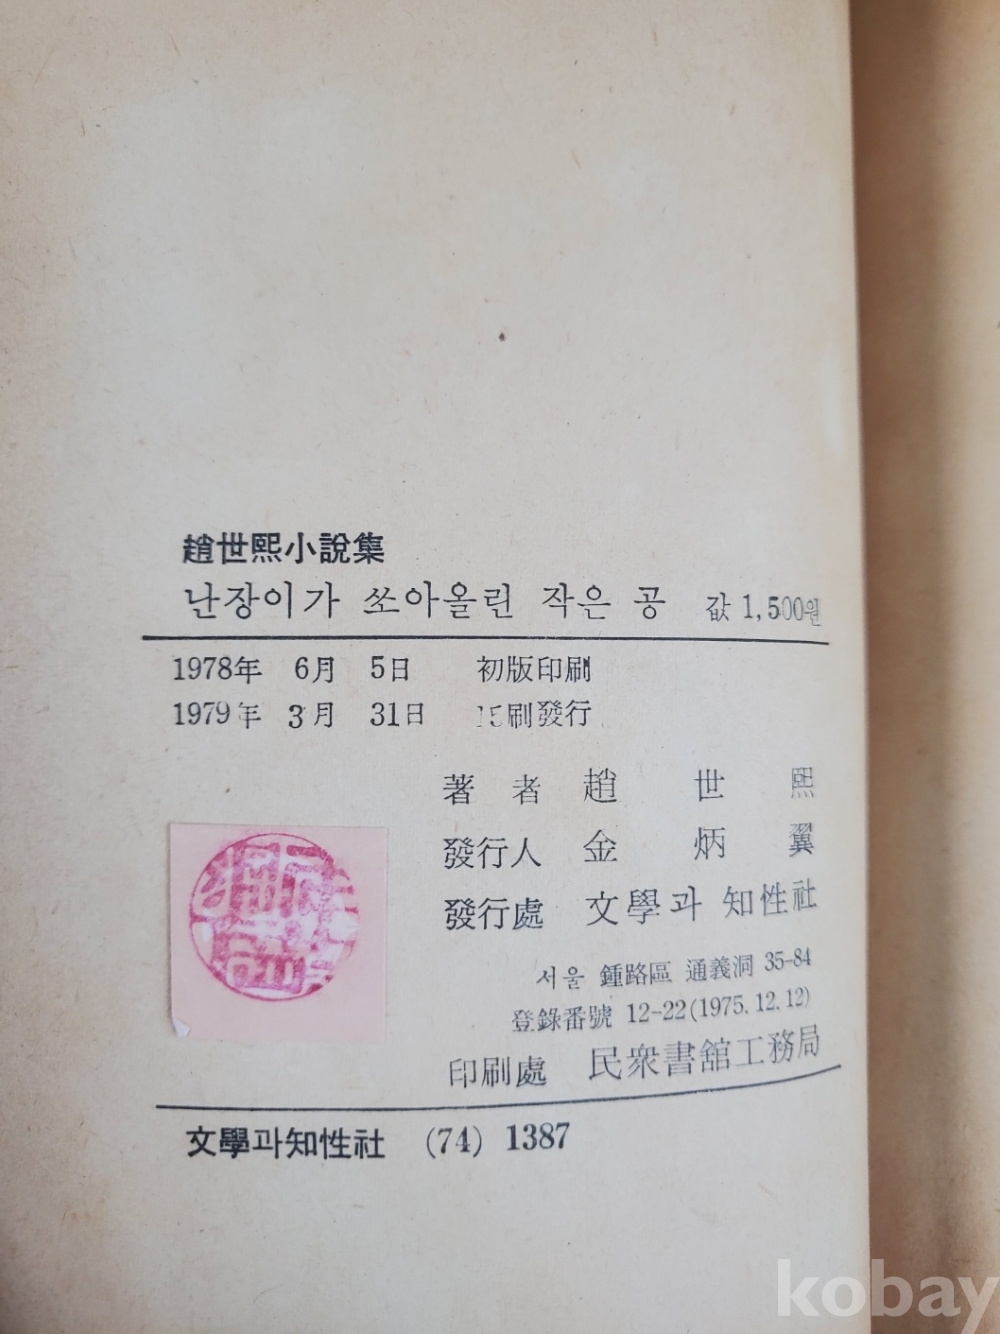 趙世熙小說集
난장이가 쏘아올린 작은 공 값 1,500원
1978年 6月 5日 初版印刷
1979年 3月 31日 15刷發行
著者 趙世熙
發行人 金炳翼
發行處 文學과知性社
서울 鍾路區 通義洞 35-84
登錄番號 12-22(1975.12.12)
印刷處 民衆書舘工務局
文學과知性社 (74) 1387
kobay